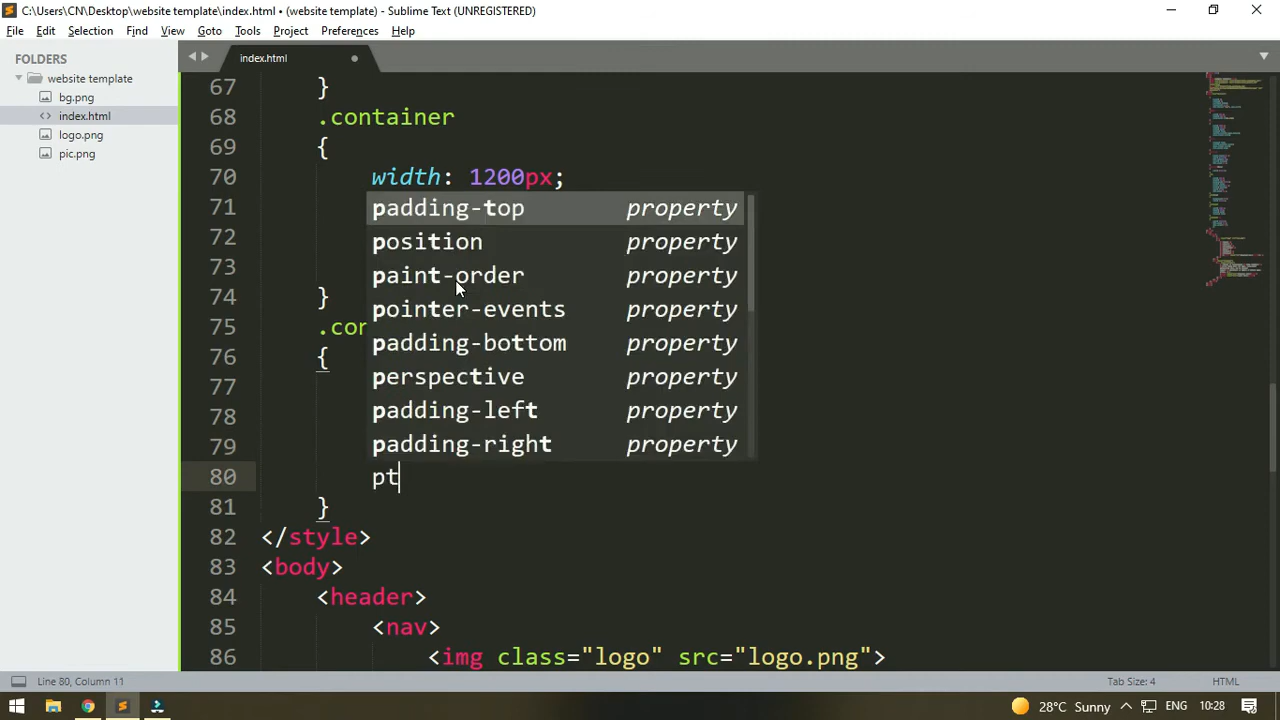 C:\Users\CN\Desktop\website template\index.html • (website template) - Sublime Text (UNREGISTERED)
File Edit Selection Find View Goto Tools Project Preferences Help
FOLDERS
website template
bg.png
index.html
logo.png
pic.png
index.html
67 }
68 .container
69 {
70 width: 1200px;
71
72
73
74 }
75 .con
76 {
77
78
79
80 pt
81 }
82 </style>
83 <body>
84 <header>
85 <nav>
86 <img class="logo" src="logo.png">
padding-top property
position property
paint-order property
pointer-events property
padding-bottom property
perspective property
padding-left property
padding-right property
Line 80, Column 11 Tab Size: 4 HTML
28°C Sunny ENG 10:28